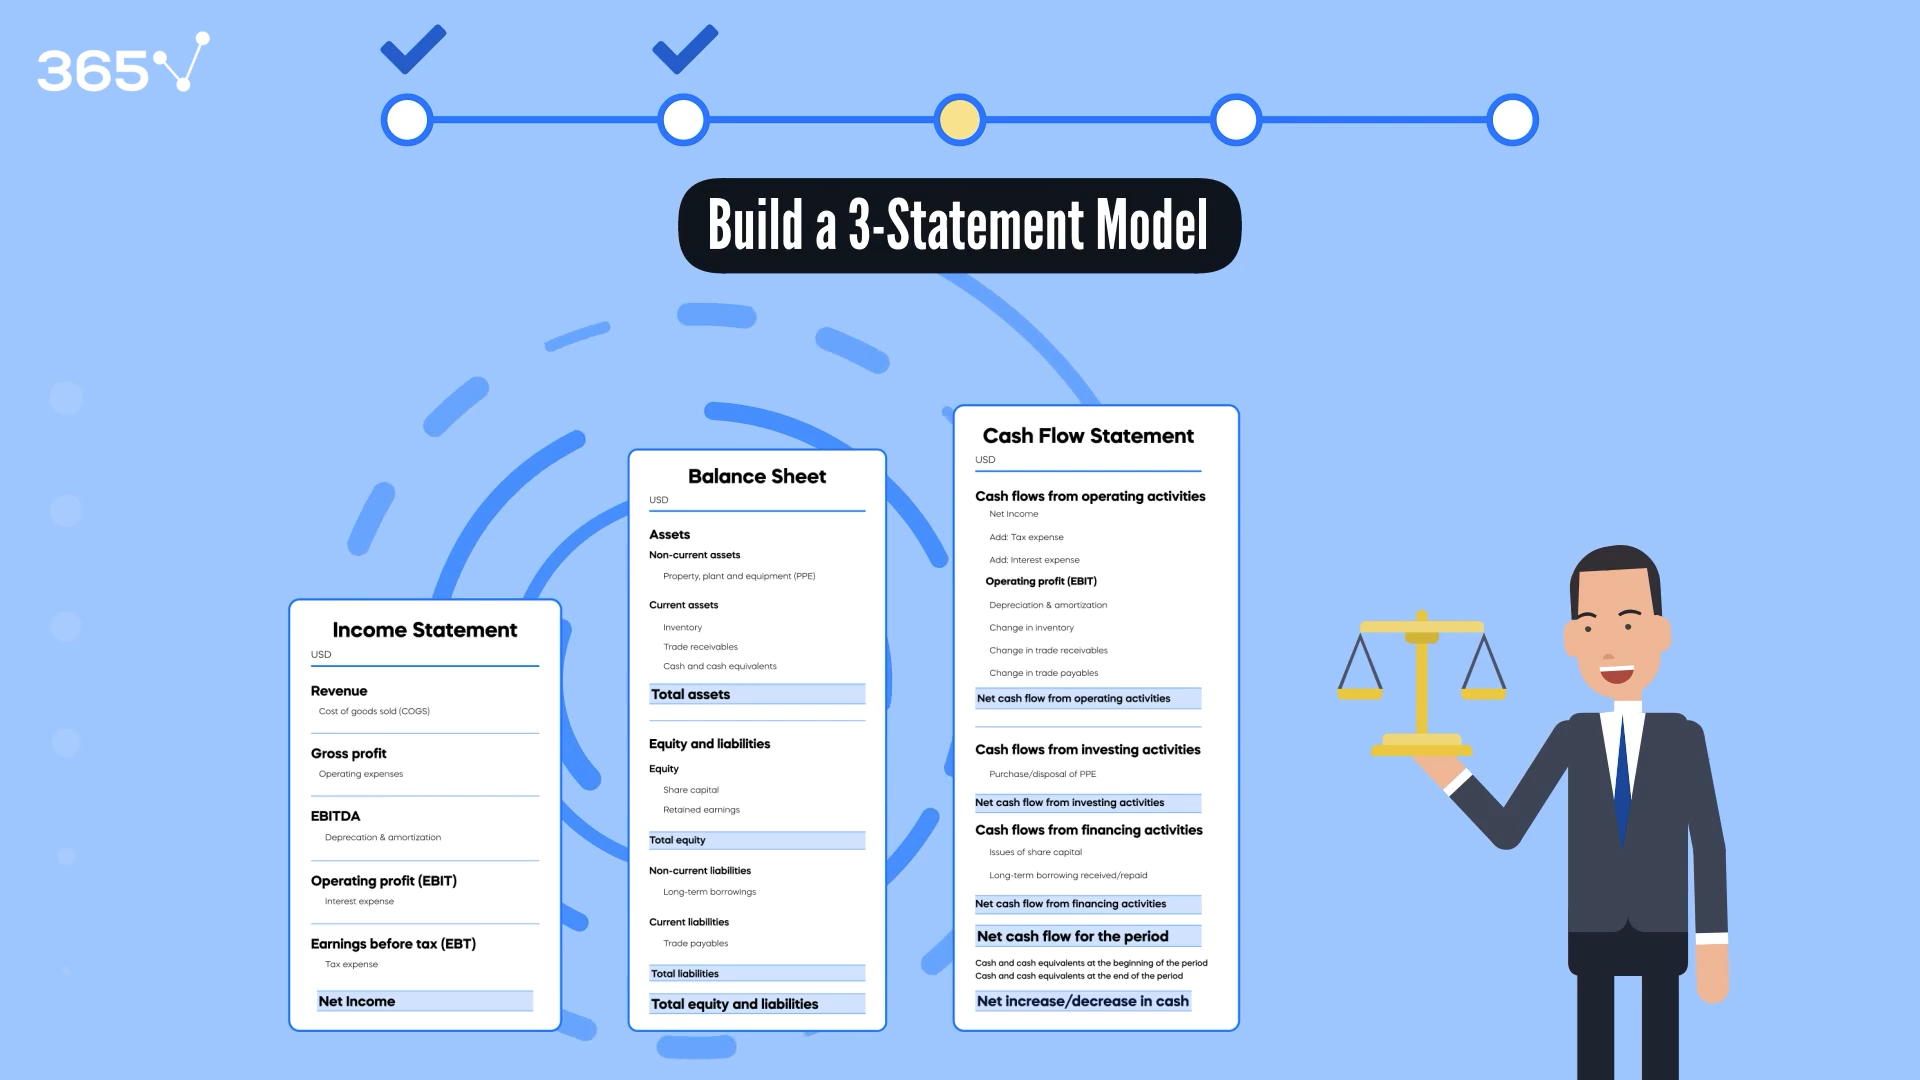 365
Build a 3-Statement Model
Income Statement
USD
Revenue
Cost of goods sold (COGS)
Gross profit
Operating expenses
EBITDA
Deprecation & amortization
Operating profit (EBIT)
Interest expense
Earnings before tax (EBT)
Tax expense
Net Income
Balance Sheet
USD
Assets
Non-current assets
Property, plant and equipment (PPE)
Current assets
Inventory
Trade receivables
Cash and cash equivalents
Total assets
Equity and liabilities
Equity
Share capital
Retained earnings
Total equity
Non-current liabilities
Long-term borrowings
Current liabilities
Trade payables
Total liabilities
Total equity and liabilities
Cash Flow Statement
USD
Cash flows from operating activities
Net Income
Add: Tax expense
Add: Interest expense
Operating profit (EBIT)
Depreciation & amortization
Change in inventory
Change in trade receivables
Change in trade payables
Net cash flow from operating activities
Cash flows from investing activities
Purchase/disposal of PPE
Net cash flow from investing activities
Cash flows from financing activities
Issues of share capital
Long-term borrowing received/repaid
Net cash flow from financing activities
Net cash flow for the period
Cash and cash equivalents at the beginning of the period
Cash and cash equivalents at the end of the period
Net increase/decrease in cash